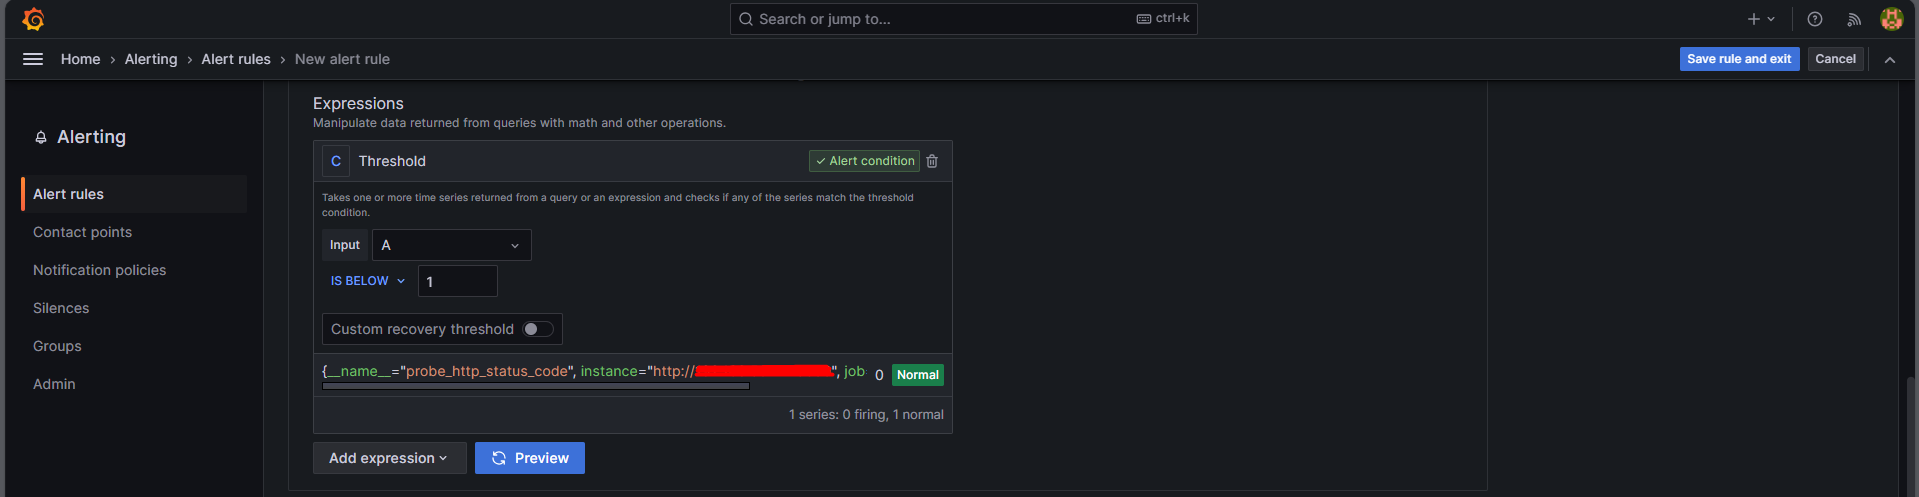 Search or jump to... ctrl+k
Home › Alerting › Alert rules › New alert rule Save rule and exit Cancel
Alerting
Alert rules
Contact points
Notification policies
Silences
Groups
Admin
Expressions
Manipulate data returned from queries with math and other operations.
C Threshold Alert condition
Takes one or more time series returned from a query or an expression and checks if any of the series match the threshold
condition.
Input A
IS BELOW 1
Custom recovery threshold
{__name__="probe_http_status_code", instance="http:// ", job 0 Normal
1 series: 0 firing, 1 normal
Add expression Preview